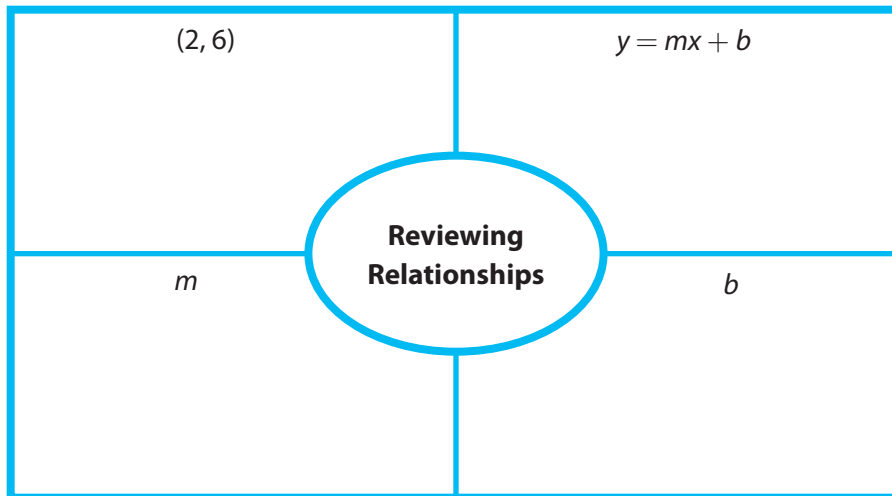 (2, 6)
y = mx + b
Reviewing
Relationships
m
b